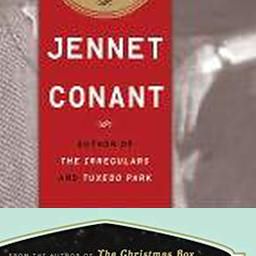 JENNET
CONANT
AUTHOR OF
THE IRREGULARS
AND TUXEDO PARK
FROM THE AUTHOR OF The Christmas Box